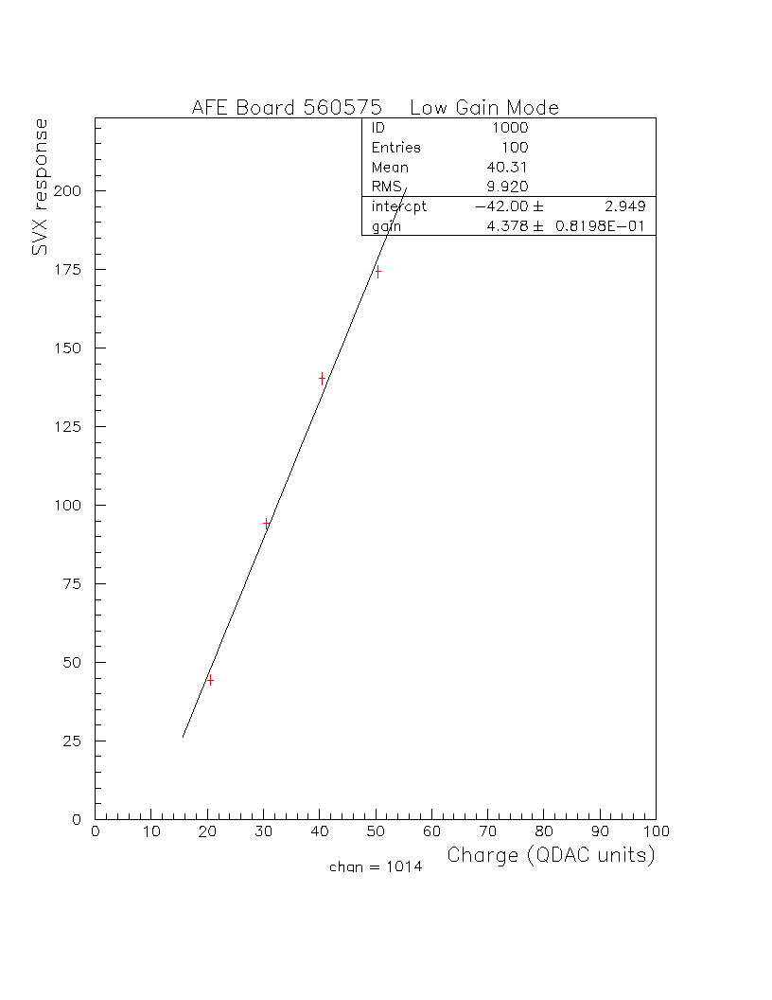 AFE Board 560575 Low Gain Mode
ID 1000
Entries 100
Mean 40.31
RMS 9.920
intercpt −42.00 ± 2.949
gain 4.378 ± 0.8198E−01
SVX response
200
175
150
125
100
75
50
25
0
0 10 20 30 40 50 60 70 80 90 100
Charge (QDAC units)
chan = 1014